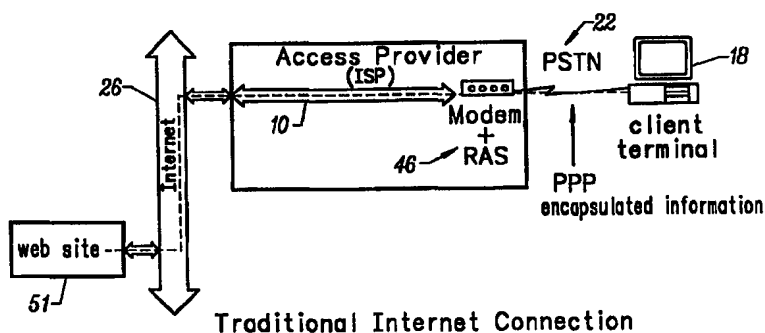 Access Provider
(ISP)
22
PSTN
18
26
10
Modem
+
RAS
46
client
terminal
PPP
encapsulated information
Internet
web site
51
Traditional Internet Connection